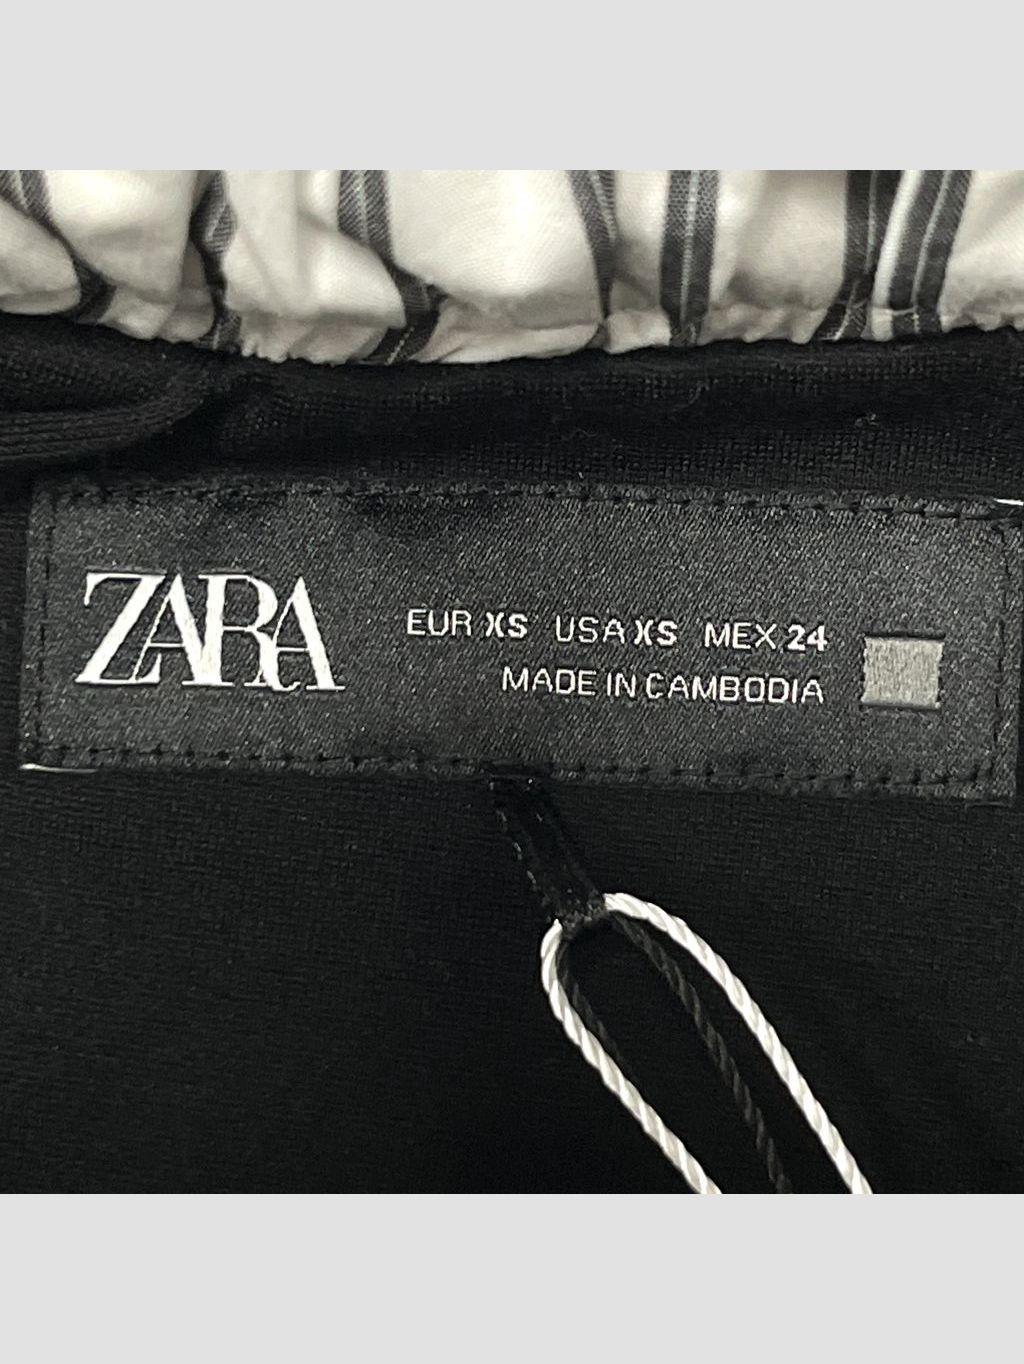 ZARA
EUR XS USA XS MEX 24
MADE IN CAMBODIA